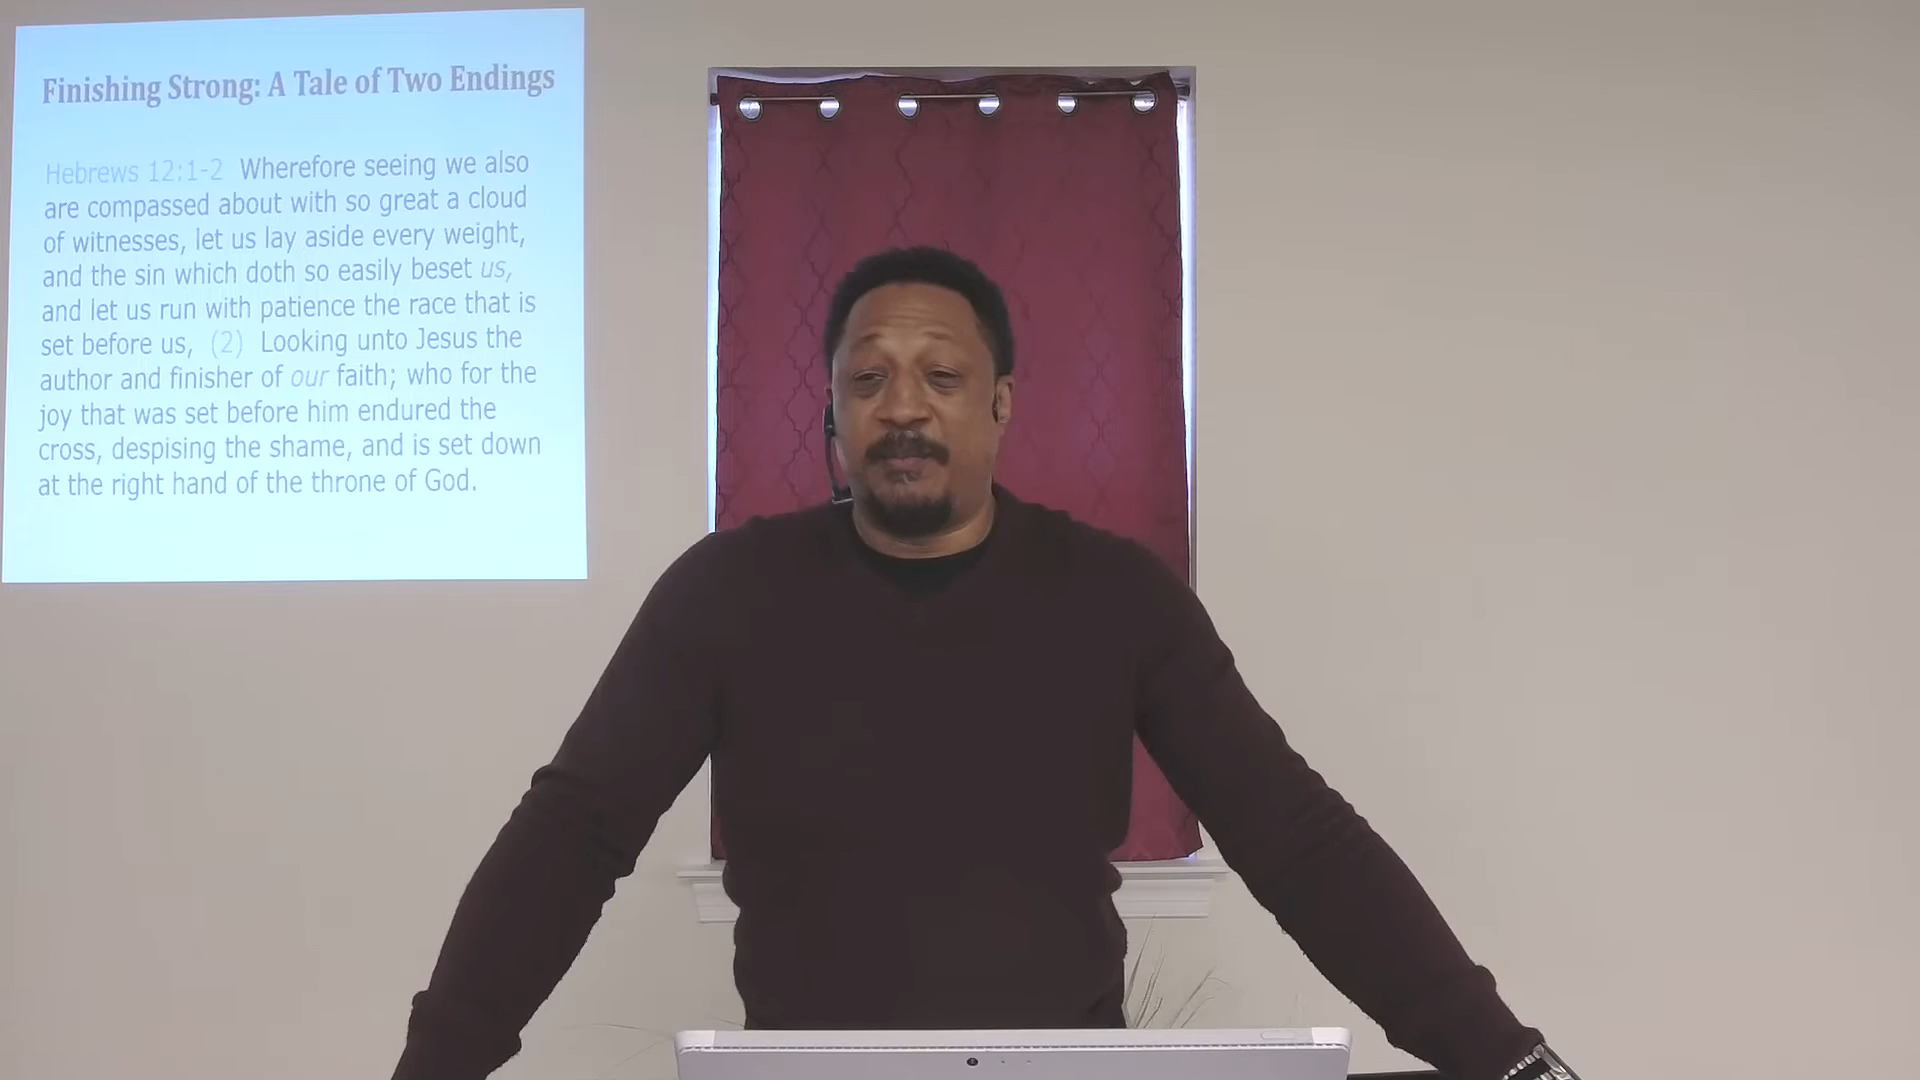 Finishing Strong: A Tale of Two Endings
Hebrews 12:1-2 Wherefore seeing we also
are compassed about with so great a cloud
of witnesses, let us lay aside every weight,
and the sin which doth so easily beset us,
and let us run with patience the race that is
set before us, (2) Looking unto Jesus the
author and finisher of our faith; who for the
joy that was set before him endured the
cross, despising the shame, and is set down
at the right hand of the throne of God.